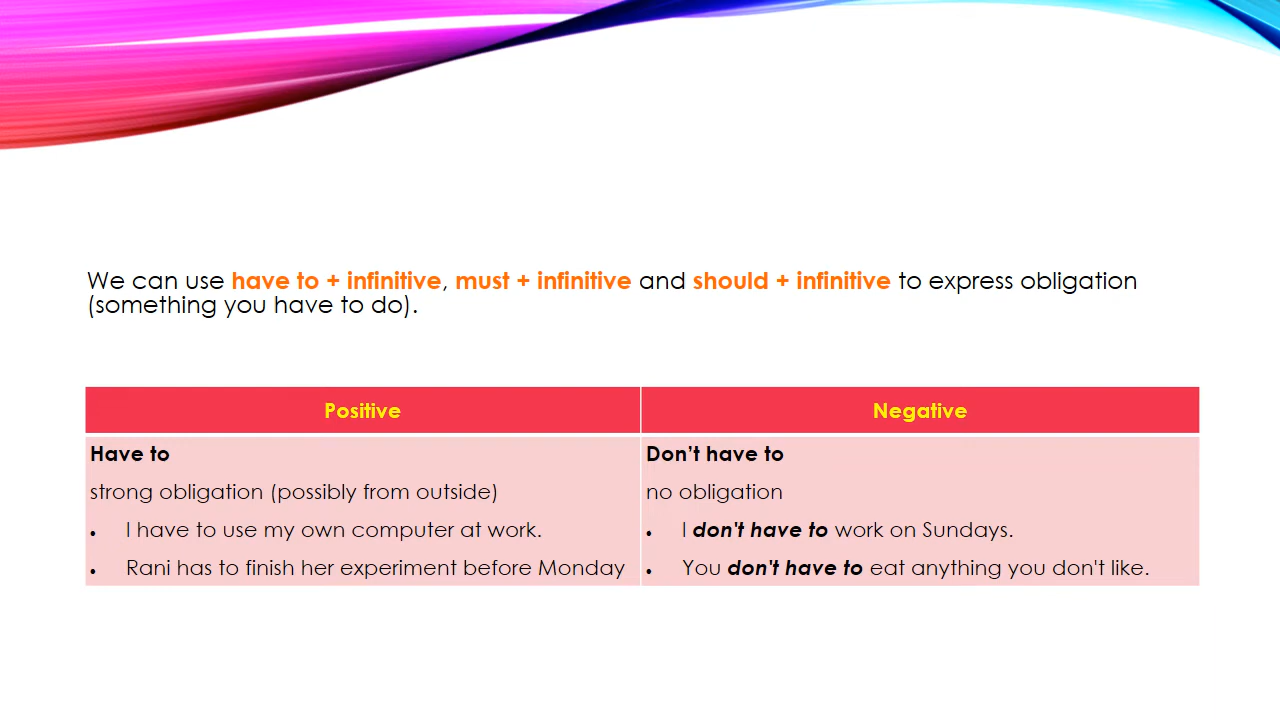 We can use have to + infinitive, must + infinitive and should + infinitive to express obligation
(something you have to do).
Positive
Negative
Have to
strong obligation (possibly from outside)
• I have to use my own computer at work.
• Rani has to finish her experiment before Monday
Don’t have to
no obligation
• I don't have to work on Sundays.
• You don't have to eat anything you don't like.